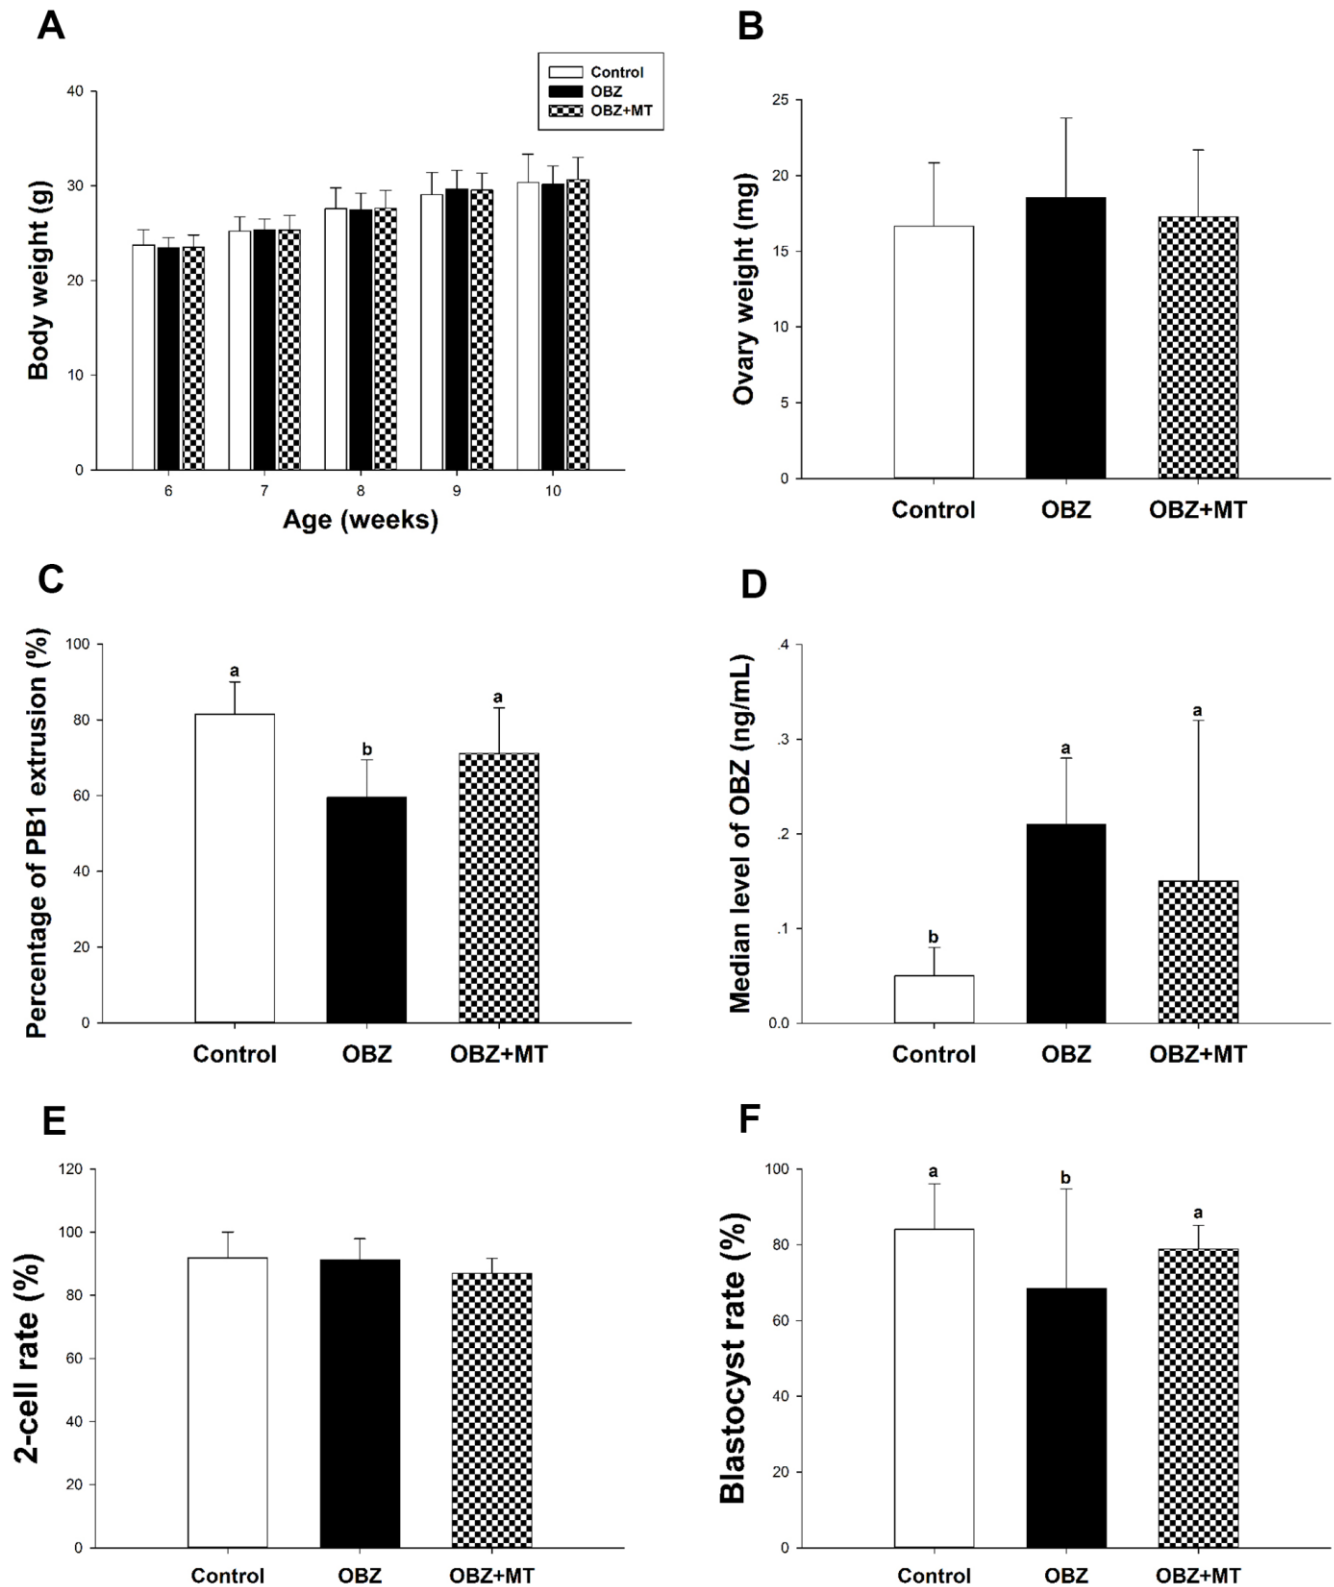 A
Control
OBZ
OBZ+MT
Body weight (g)
40
30
20
10
0
6 7 8 9 10
Age (weeks)
B
Ovary weight (mg)
25
20
15
10
5
0
Control OBZ OBZ+MT
C
Percentage of PB1 extrusion (%)
100
80
60
40
20
0
a
b
a
Control OBZ OBZ+MT
D
Median level of OBZ (ng/mL)
.4
.3
.2
.1
0.0
b
a
a
Control OBZ OBZ+MT
E
2-cell rate (%)
120
100
80
60
40
20
0
Control OBZ OBZ+MT
F
Blastocyst rate (%)
100
80
60
40
20
0
a
b
a
Control OBZ OBZ+MT